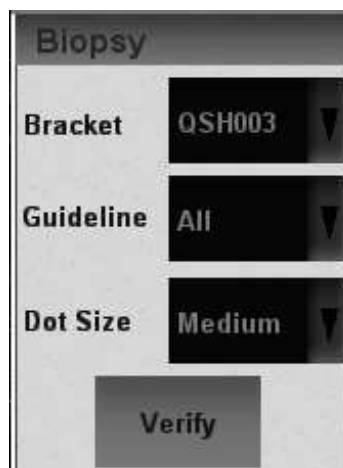 Biopsy
Bracket QSH003
Guideline All
Dot Size Medium
Verify